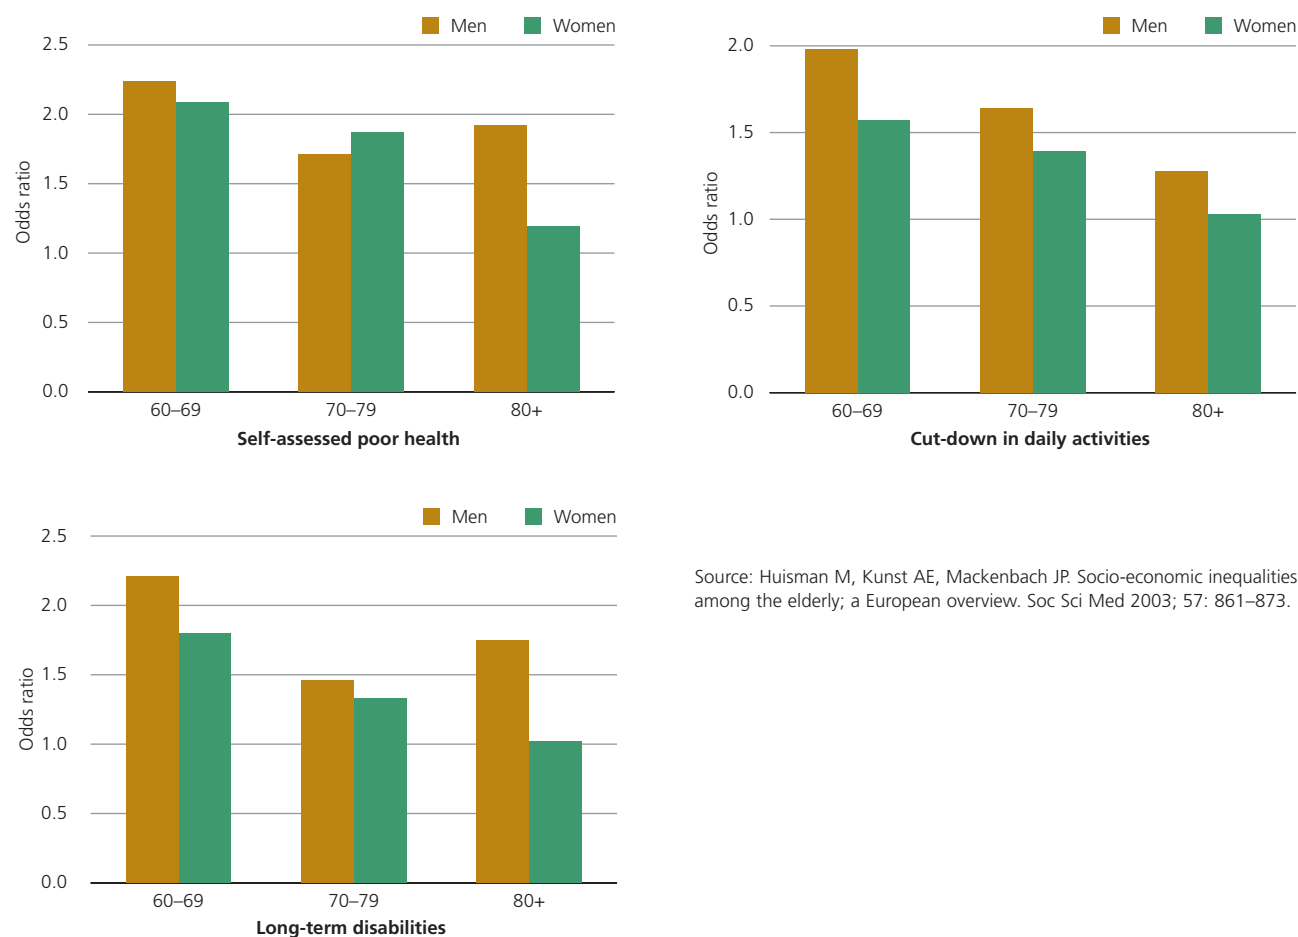 Men Women
2.5
2.0
1.5
1.0
0.5
0.0
Odds ratio
60–69 70–79 80+
Self-assessed poor health
Men Women
2.0
1.5
1.0
0.5
0.0
Odds ratio
60–69 70–79 80+
Cut-down in daily activities
Men Women
2.5
2.0
1.5
1.0
0.5
0.0
Odds ratio
60–69 70–79 80+
Long-term disabilities
Source: Huisman M, Kunst AE, Mackenbach JP. Socio-economic inequalities
among the elderly; a European overview. Soc Sci Med 2003; 57: 861–873.